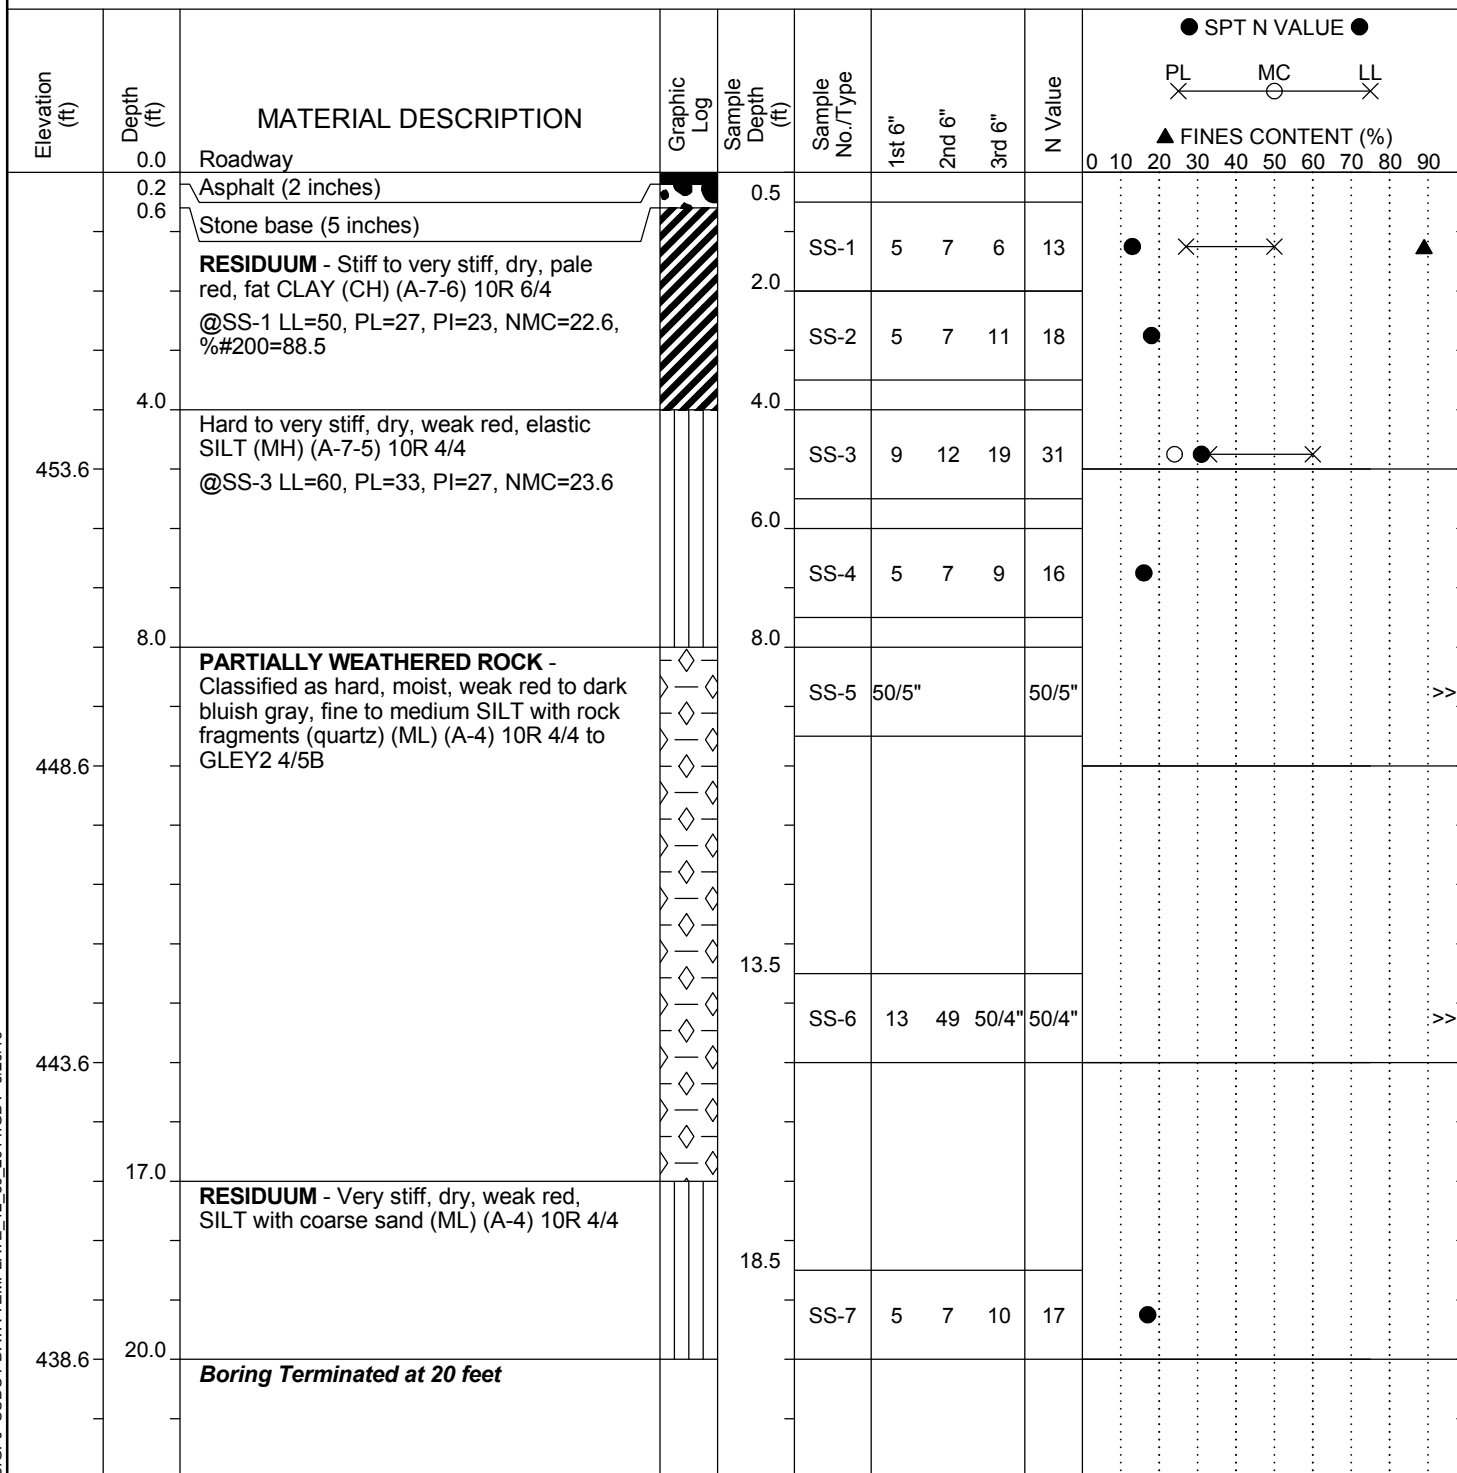 ● SPT N VALUE ●
PL MC LL
▲ FINES CONTENT (%)
0 10 20 30 40 50 60 70 80 90
Elevation (ft)
Depth (ft)
MATERIAL DESCRIPTION
Graphic Log
Sample Depth (ft)
Sample No./Type
1st 6"
2nd 6"
3rd 6"
N Value
0.0 Roadway
0.2 Asphalt (2 inches)
0.5
0.6
Stone base (5 inches)
RESIDUUM - Stiff to very stiff, dry, pale
red, fat CLAY (CH) (A-7-6) 10R 6/4
SS-1 5 7 6 13
2.0
@SS-1 LL=50, PL=27, PI=23, NMC=22.6,
%#200=88.5
SS-2 5 7 11 18
4.0 4.0
Hard to very stiff, dry, weak red, elastic
SILT (MH) (A-7-5) 10R 4/4
SS-3 9 12 19 31
453.6
@SS-3 LL=60, PL=33, PI=27, NMC=23.6
6.0
SS-4 5 7 9 16
8.0 8.0
PARTIALLY WEATHERED ROCK -
Classified as hard, moist, weak red to dark
bluish gray, fine to medium SILT with rock
fragments (quartz) (ML) (A-4) 10R 4/4 to
GLEY2 4/5B
SS-5 50/5" 50/5" >>
448.6
13.5
SS-6 13 49 50/4" 50/4" >>
443.6
17.0
RESIDUUM - Very stiff, dry, weak red,
SILT with coarse sand (ML) (A-4) 10R 4/4
18.5
SS-7 5 7 10 17
438.6 20.0
Boring Terminated at 20 feet